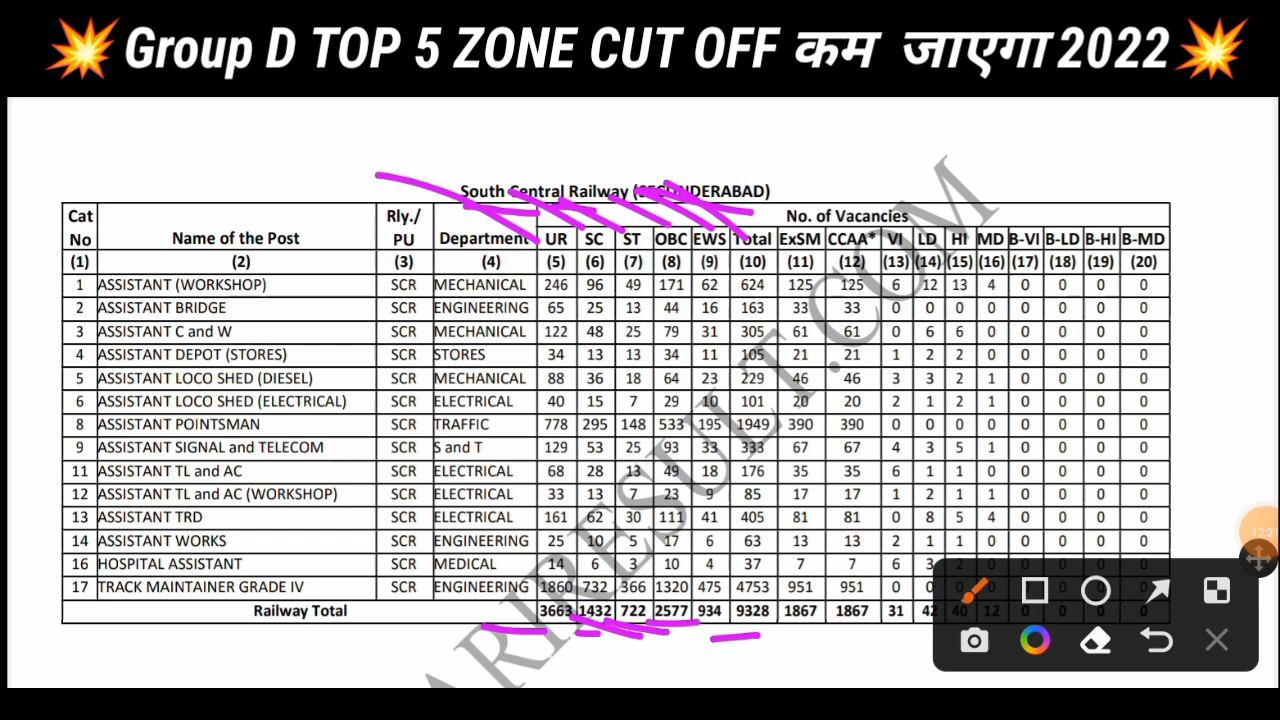 Group D TOP 5 ZONE CUT OFF कम जाएगा 2022
South Central Railway (SECUNDERABAD)
Cat No Name of the Post Rly./ PU Department No. of Vacancies
UR SC ST OBC EWS Total ExSM CCAA* VI LD HI MD B-VI B-LD B-HI B-MD
(1) (2) (3) (4) (5) (6) (7) (8) (9) (10) (11) (12) (13) (14) (15) (16) (17) (18) (19) (20)
1 ASSISTANT (WORKSHOP) SCR MECHANICAL 246 96 49 171 62 624 125 125 6 12 13 4 0 0 0 0
2 ASSISTANT BRIDGE SCR ENGINEERING 65 25 13 44 16 163 33 33 0 0 0 0 0 0 0 0
3 ASSISTANT C and W SCR MECHANICAL 122 48 25 79 31 305 61 61 0 6 6 0 0 0 0 0
4 ASSISTANT DEPOT (STORES) SCR STORES 34 13 13 34 11 105 21 21 1 2 2 0 0 0 0 0
5 ASSISTANT LOCO SHED (DIESEL) SCR MECHANICAL 88 36 18 64 23 229 46 46 3 3 2 1 0 0 0 0
6 ASSISTANT LOCO SHED (ELECTRICAL) SCR ELECTRICAL 40 15 7 29 10 101 20 20 2 1 2 1 0 0 0 0
8 ASSISTANT POINTSMAN SCR TRAFFIC 778 295 148 533 195 1949 390 390 0 0 0 0 0 0 0 0
9 ASSISTANT SIGNAL and TELECOM SCR S and T 129 53 25 93 33 333 67 67 4 3 5 1 0 0 0 0
11 ASSISTANT TL and AC SCR ELECTRICAL 68 28 13 49 18 176 35 35 6 1 1 0 0 0 0 0
12 ASSISTANT TL and AC (WORKSHOP) SCR ELECTRICAL 33 13 7 23 9 85 17 17 1 2 1 1 0 0 0 0
13 ASSISTANT TRD SCR ELECTRICAL 161 62 30 111 41 405 81 81 0 8 5 4 0 0 0 0
14 ASSISTANT WORKS SCR ENGINEERING 25 10 5 17 6 63 13 13 2 1 1 0 0 0 0 0
16 HOSPITAL ASSISTANT SCR MEDICAL 14 6 3 10 4 37 7 7 6 3
17 TRACK MAINTAINER GRADE IV SCR ENGINEERING 1860 732 366 1320 475 4753 951 951 0
Railway Total 3663 1432 722 2577 934 9328 1867 1867 31 42 40 12 0 0 0 0
ARIRESULT.COM